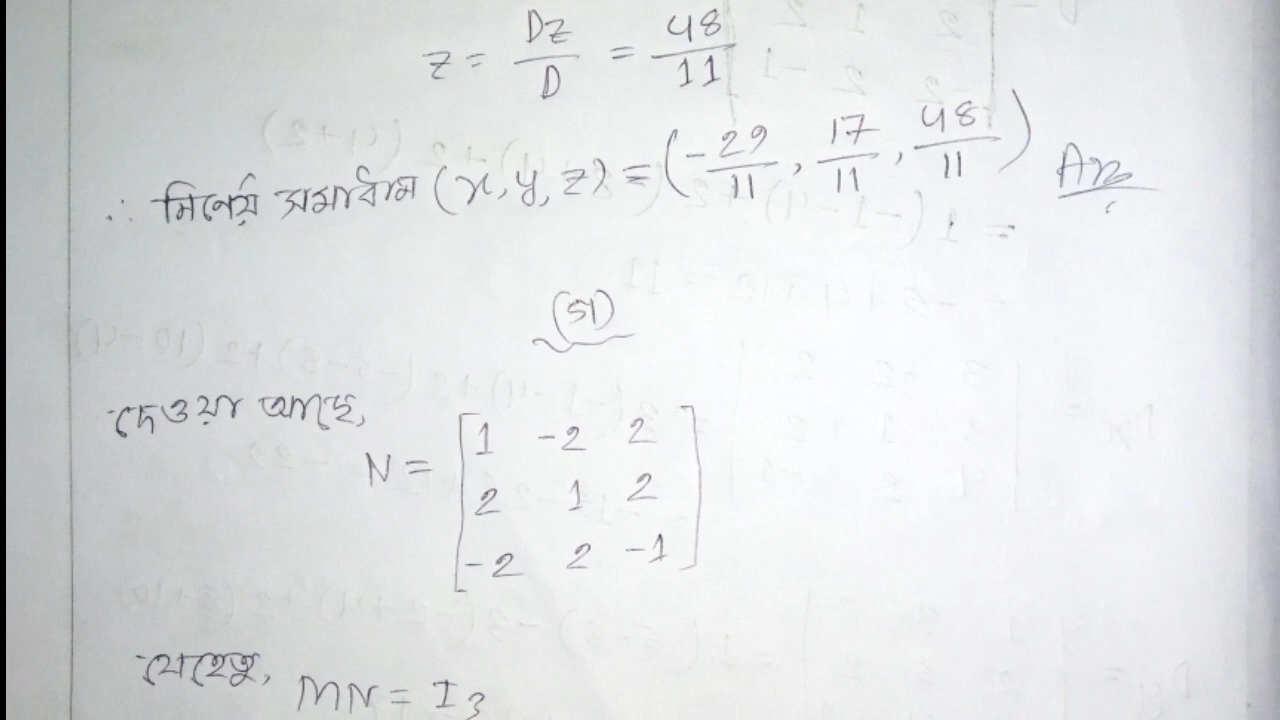 z = Dz/D = 48/11
∴ নির্ণেয় সমাধান (x, y, z) = (-29/11, 17/11, 48/11) Ans
(গ)
দেওয়া আছে,
N = [1 -2 2
2 1 2
-2 2 -1]
যেহেতু, MN = I₃